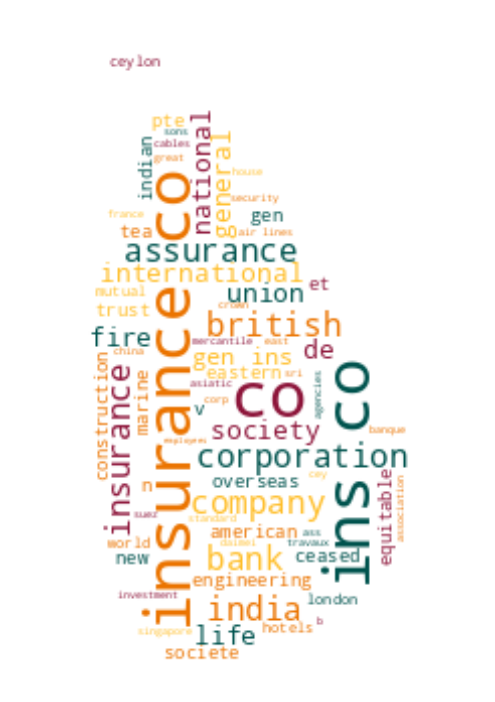 ceylon
pte
sons
cables
great
indian
national
general
house
insurance co
france
security
gen
tea
air lines
assurance
international
et
mutual
union
trust
crown
british
fire
mercantile
east
de
china
gen ins
eastern
sri
asiatic
construction
insurance
marine
corp
v
co
agencies
ins co
society
banque
employees
corporation
n
overseas
cey
equitable
association
company
suez
standard
american
ass
world
travaux
new
bank
ceased
engineering
investment
london
india
b
hotels
singapore
life
societe